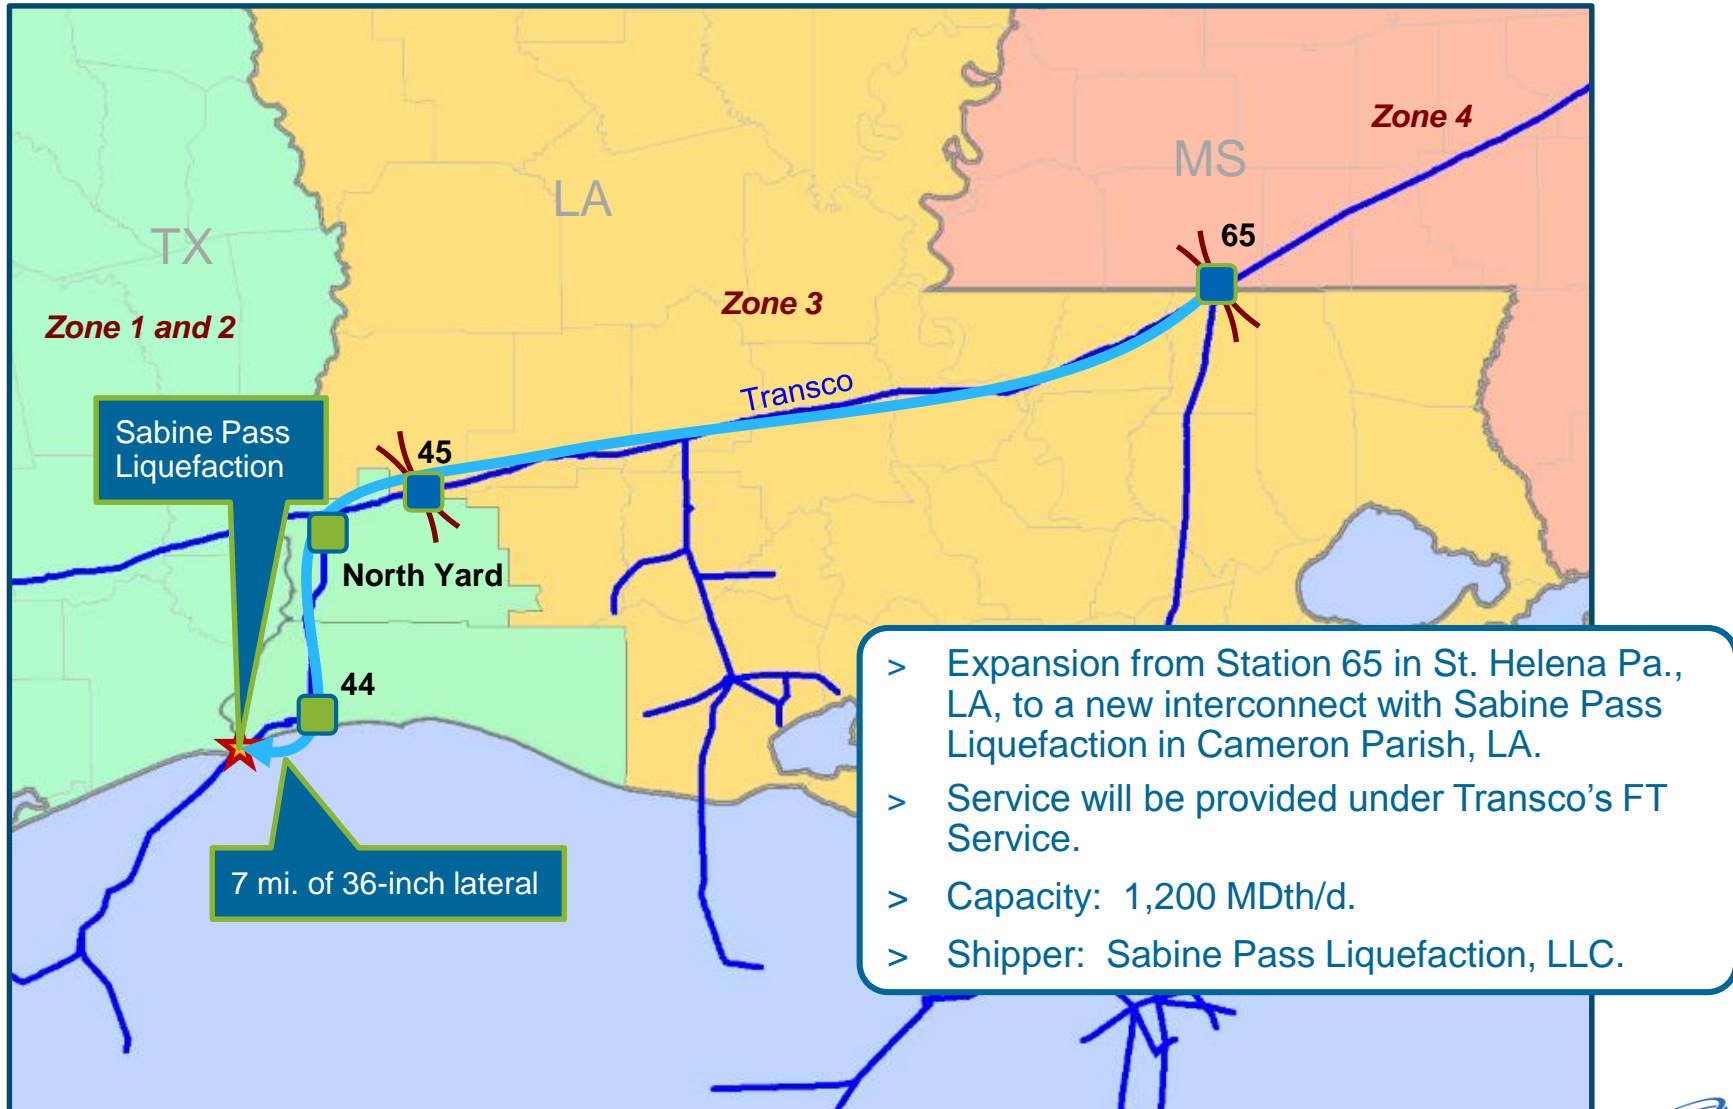 Zone 4
MS
LA
65
TX
Zone 3
Zone 1 and 2
Transco
Sabine Pass
Liquefaction
45
North Yard
44
> Expansion from Station 65 in St. Helena Pa.,
LA, to a new interconnect with Sabine Pass
Liquefaction in Cameron Parish, LA.
> Service will be provided under Transco’s FT
Service.
> Capacity: 1,200 MDth/d.
> Shipper: Sabine Pass Liquefaction, LLC.
7 mi. of 36-inch lateral